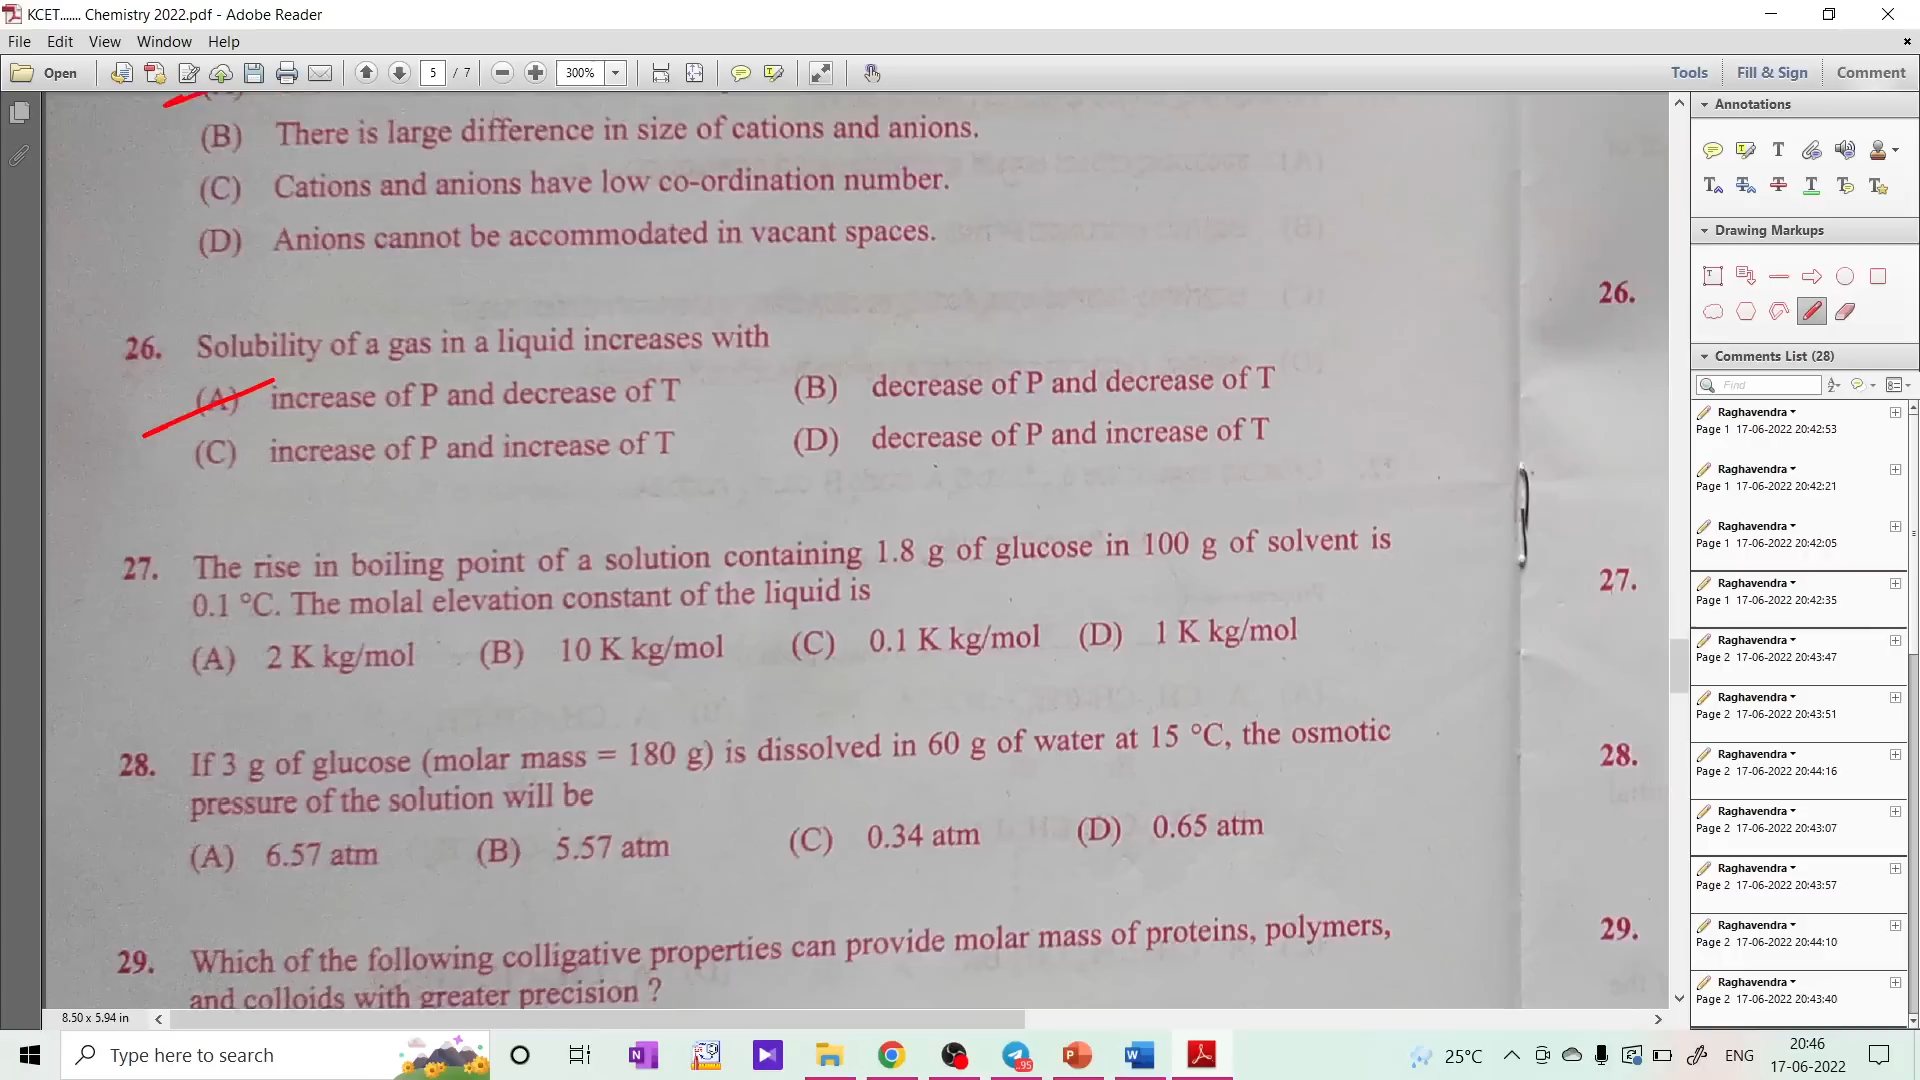 KCET....... Chemistry 2022.pdf - Adobe Reader
File Edit View Window Help
Open 5 / 7 300% Tools Fill & Sign Comment
(B) There is large difference in size of cations and anions.
(C) Cations and anions have low co-ordination number.
(D) Anions cannot be accommodated in vacant spaces.
26. Solubility of a gas in a liquid increases with
(A) increase of P and decrease of T (B) decrease of P and decrease of T
(C) increase of P and increase of T (D) decrease of P and increase of T
27. The rise in boiling point of a solution containing 1.8 g of glucose in 100 g of solvent is
0.1 °C. The molal elevation constant of the liquid is
(A) 2 K kg/mol (B) 10 K kg/mol (C) 0.1 K kg/mol (D) 1 K kg/mol
28. If 3 g of glucose (molar mass = 180 g) is dissolved in 60 g of water at 15 °C, the osmotic
pressure of the solution will be
(A) 6.57 atm (B) 5.57 atm (C) 0.34 atm (D) 0.65 atm
29. Which of the following colligative properties can provide molar mass of proteins, polymers,
and colloids with greater precision ?
26.
27.
28.
29.
8.50 x 5.94 in
Annotations
Drawing Markups
Comments List (28)
Find
Raghavendra
Page 1 17-06-2022 20:42:53
Raghavendra
Page 1 17-06-2022 20:42:21
Raghavendra
Page 1 17-06-2022 20:42:05
Raghavendra
Page 1 17-06-2022 20:42:35
Raghavendra
Page 2 17-06-2022 20:43:47
Raghavendra
Page 2 17-06-2022 20:43:51
Raghavendra
Page 2 17-06-2022 20:44:16
Raghavendra
Page 2 17-06-2022 20:43:07
Raghavendra
Page 2 17-06-2022 20:43:57
Raghavendra
Page 2 17-06-2022 20:44:10
Raghavendra
Page 2 17-06-2022 20:43:40
Type here to search
95
25°C ENG
20:46
17-06-2022